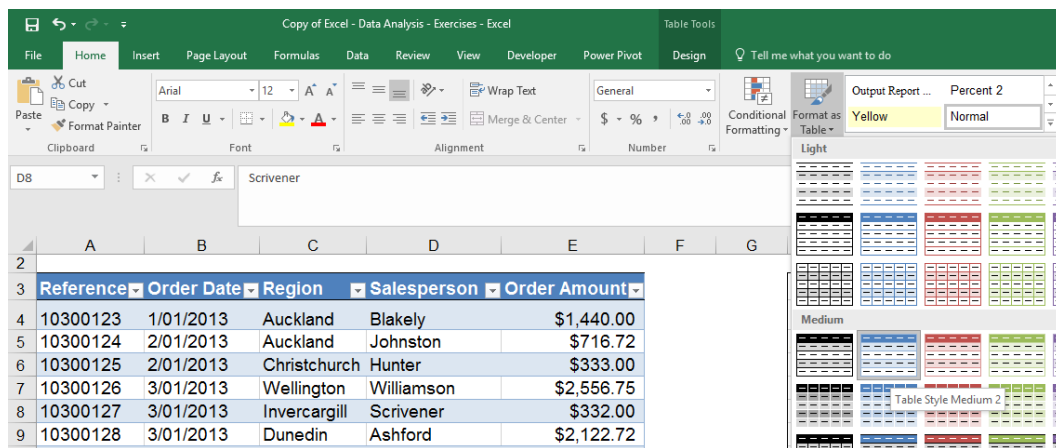 Copy of Excel - Data Analysis - Exercises - Excel
Table Tools
File Home Insert Page Layout Formulas Data Review View Developer Power Pivot Design Tell me what you want to do
Paste
Cut
Copy
Format Painter
Clipboard
Arial 12 A A
B I U A
Font
Wrap Text
Merge & Center
Alignment
General
$ % , .0 .00 .00 .0
Number
Conditional Formatting
Format as Table
Output Report ... Percent 2
Yellow Normal
Light
Medium
Table Style Medium 2
D8 fx Scrivener
A B C D E F G
2
3 Reference Order Date Region Salesperson Order Amount
4 10300123 1/01/2013 Auckland Blakely $1,440.00
5 10300124 2/01/2013 Auckland Johnston $716.72
6 10300125 2/01/2013 Christchurch Hunter $333.00
7 10300126 3/01/2013 Wellington Williamson $2,556.75
8 10300127 3/01/2013 Invercargill Scrivener $332.00
9 10300128 3/01/2013 Dunedin Ashford $2,122.72